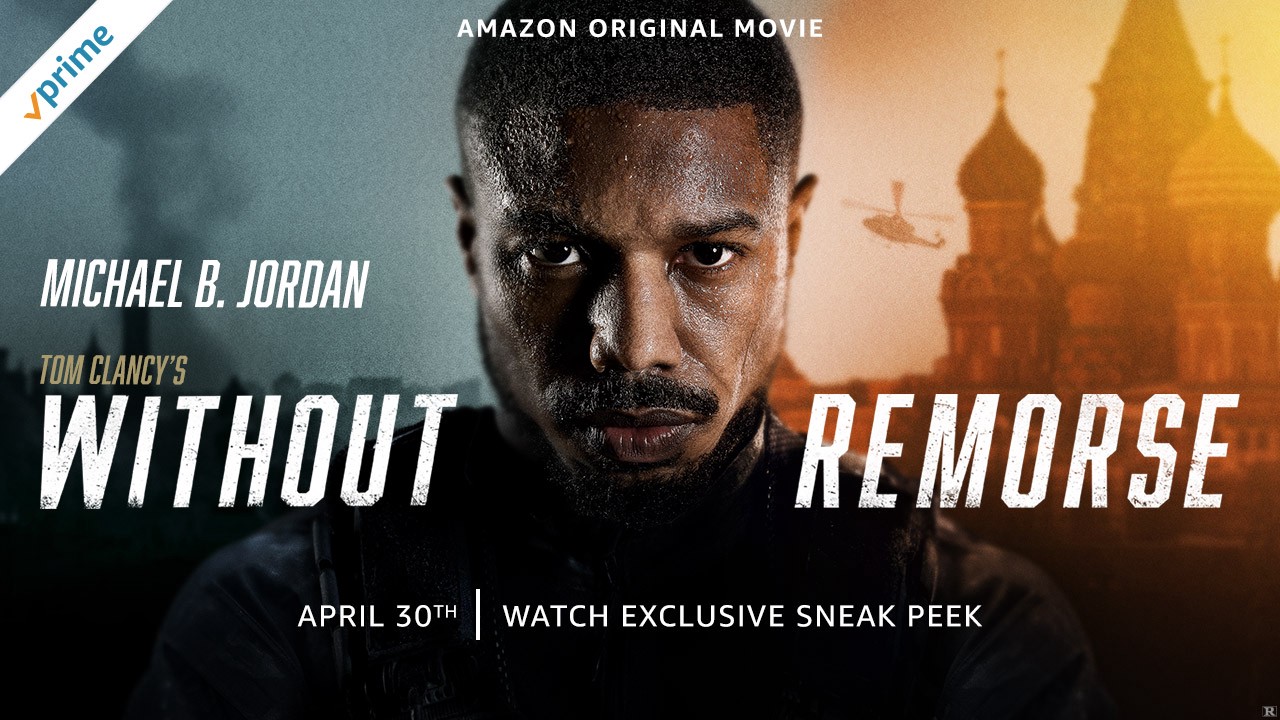 AMAZON ORIGINAL MOVIE
prime
MICHAEL B. JORDAN
TOM CLANCY'S
WITHOUT REMORSE
APRIL 30TH | WATCH EXCLUSIVE SNEAK PEEK
R